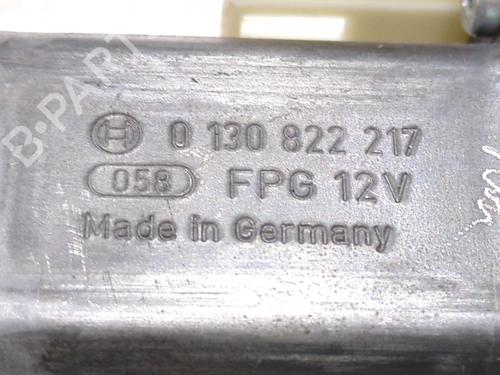 0 130 822 217
058 FPG 12V
Made in Germany
B-PART